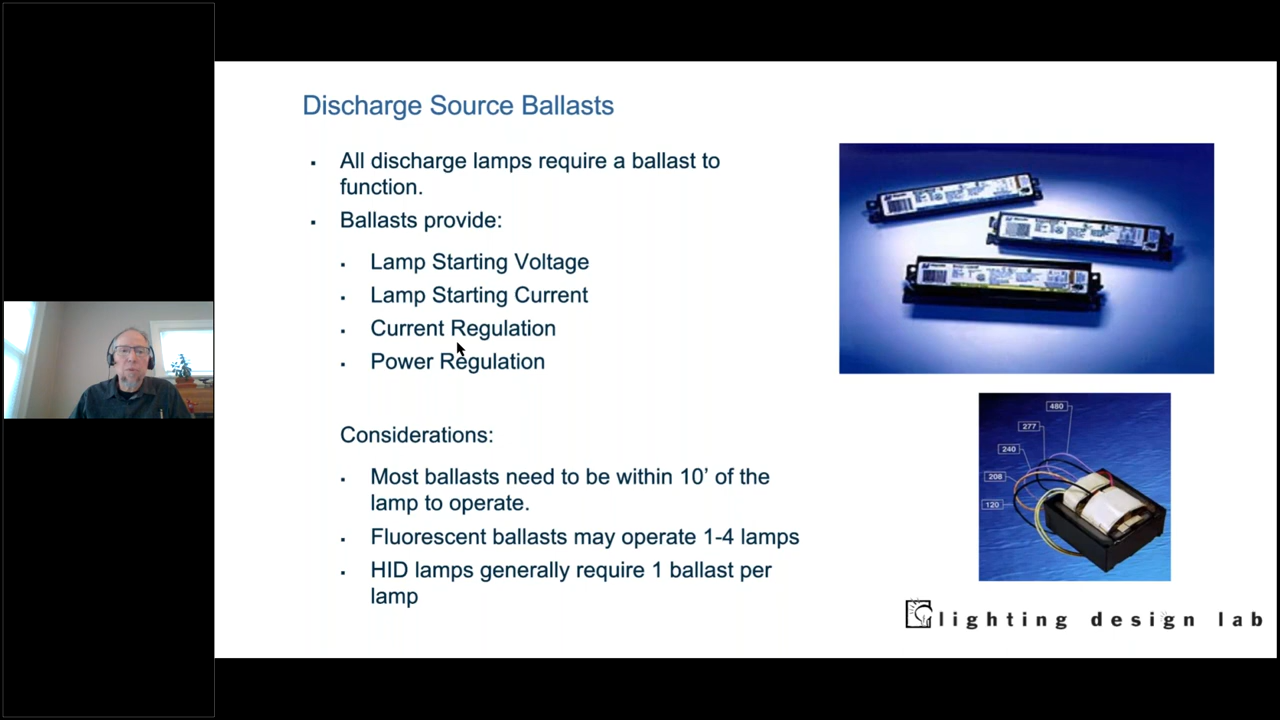 Discharge Source Ballasts
▪ All discharge lamps require a ballast to
function.
▪ Ballasts provide:
▪ Lamp Starting Voltage
▪ Lamp Starting Current
▪ Current Regulation
▪ Power Regulation
Considerations:
▪ Most ballasts need to be within 10’ of the
lamp to operate.
▪ Fluorescent ballasts may operate 1-4 lamps
▪ HID lamps generally require 1 ballast per
lamp
480
277
240
208
120
lighting design lab